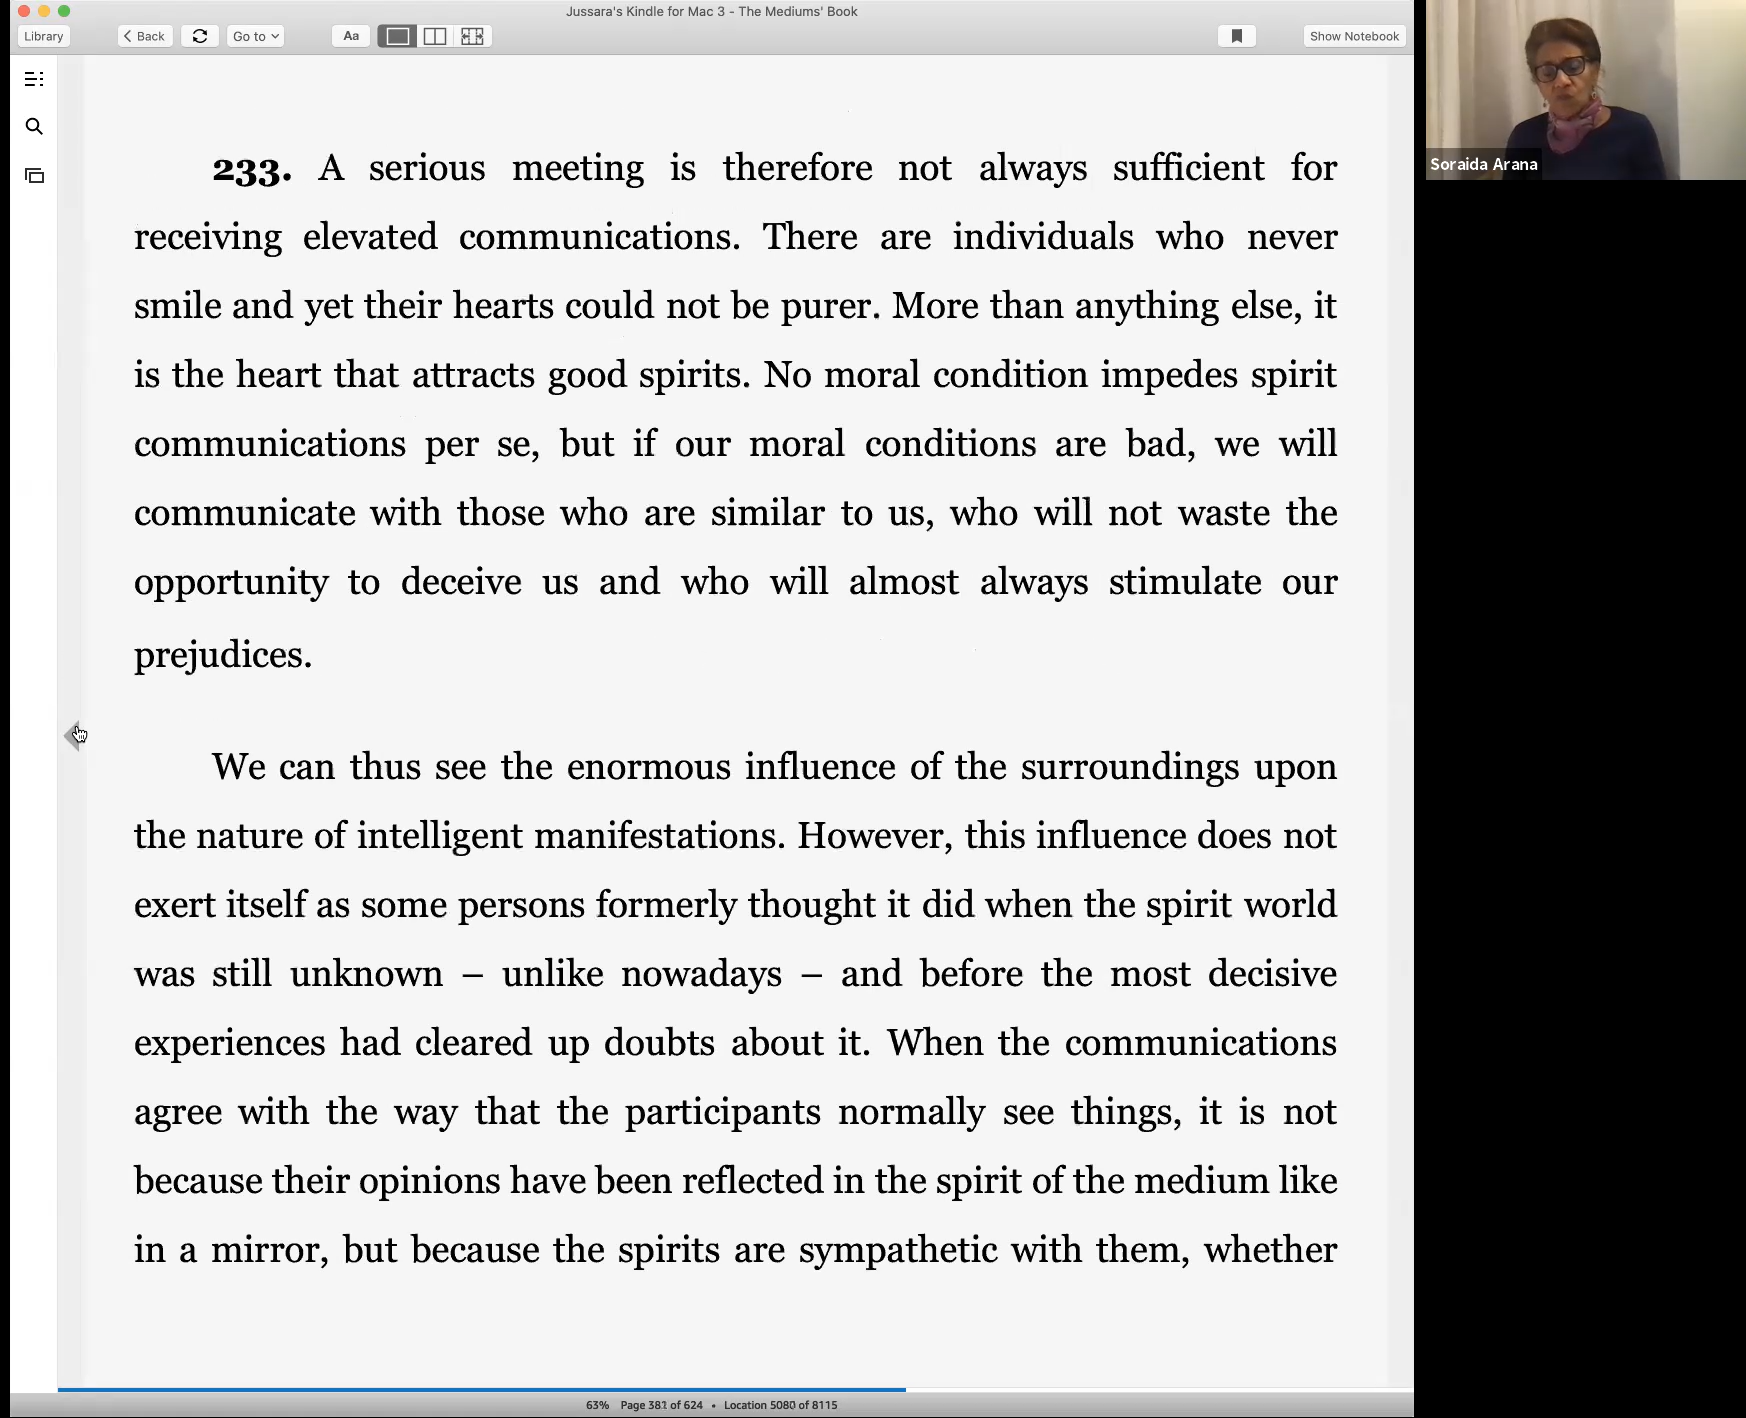 Jussara's Kindle for Mac 3 - The Mediums' Book
Library
Back
Go to
Aa
Show Notebook
Soraida Arana
233. A serious meeting is therefore not always sufficient for
receiving elevated communications. There are individuals who never
smile and yet their hearts could not be purer. More than anything else, it
is the heart that attracts good spirits. No moral condition impedes spirit
communications per se, but if our moral conditions are bad, we will
communicate with those who are similar to us, who will not waste the
opportunity to deceive us and who will almost always stimulate our
prejudices.
We can thus see the enormous influence of the surroundings upon
the nature of intelligent manifestations. However, this influence does not
exert itself as some persons formerly thought it did when the spirit world
was still unknown – unlike nowadays – and before the most decisive
experiences had cleared up doubts about it. When the communications
agree with the way that the participants normally see things, it is not
because their opinions have been reflected in the spirit of the medium like
in a mirror, but because the spirits are sympathetic with them, whether
63% Page of 624 • Location 5080 of 8115